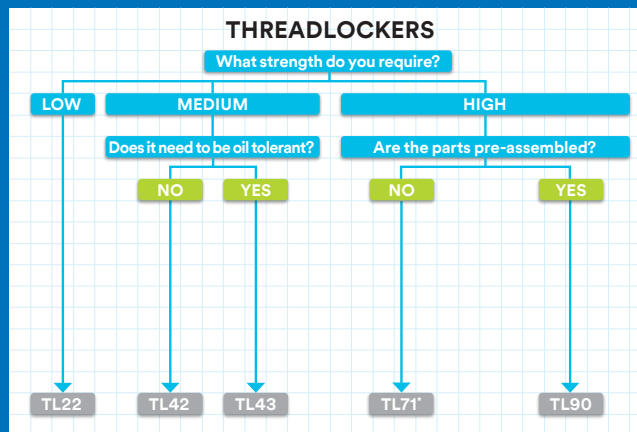 THREADLOCKERS
What strength do you require?
LOW
MEDIUM
HIGH
Does it need to be oil tolerant?
Are the parts pre-assembled?
NO
YES
NO
YES
TL22
TL42
TL43
TL71*
TL90